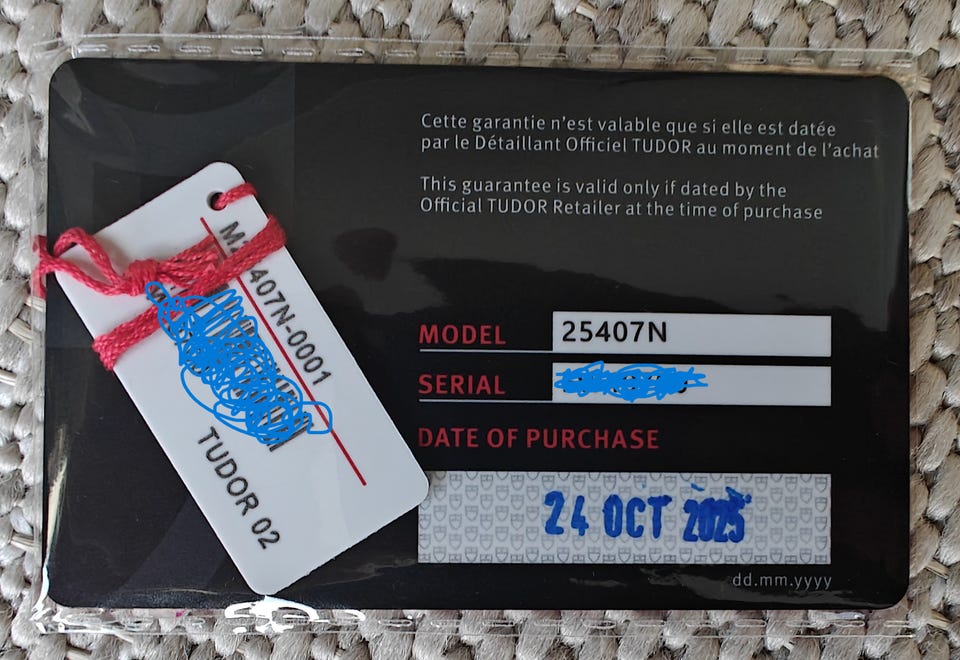 Cette garantie n'est valable que si elle est datée
par le Détaillant Officiel TUDOR au moment de l'achat
This guarantee is valid only if dated by the
Official TUDOR Retailer at the time of purchase
MODEL 25407N
SERIAL
DATE OF PURCHASE
24 OCT 2025
dd.mm.yyyy
407N-0001
TUDOR 02